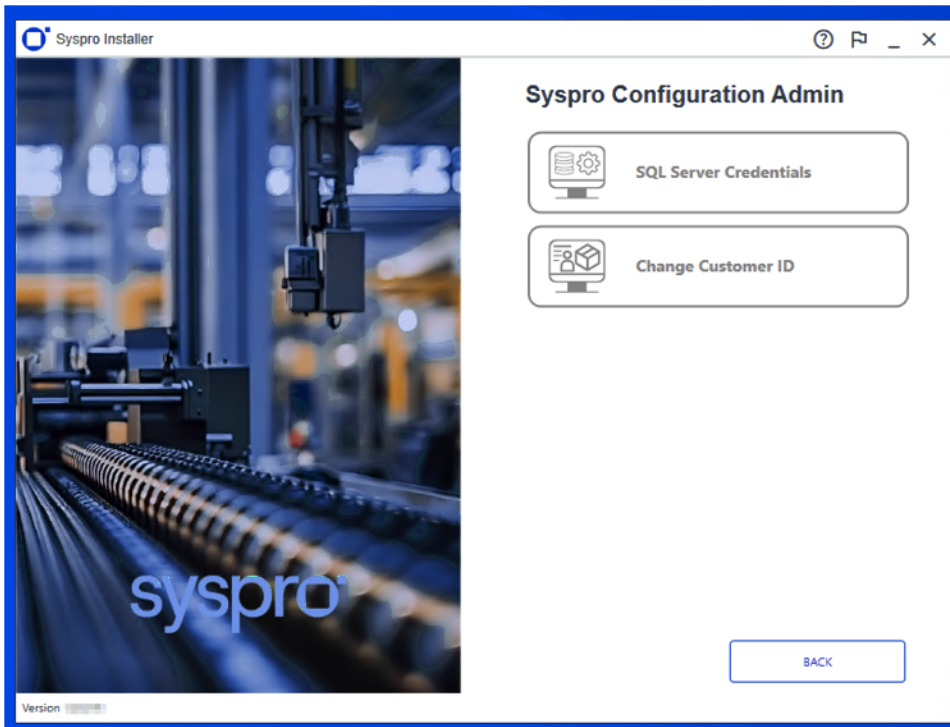 Syspro Installer
Syspro Configuration Admin
SQL Server Credentials
Change Customer ID
syspro
BACK
Version